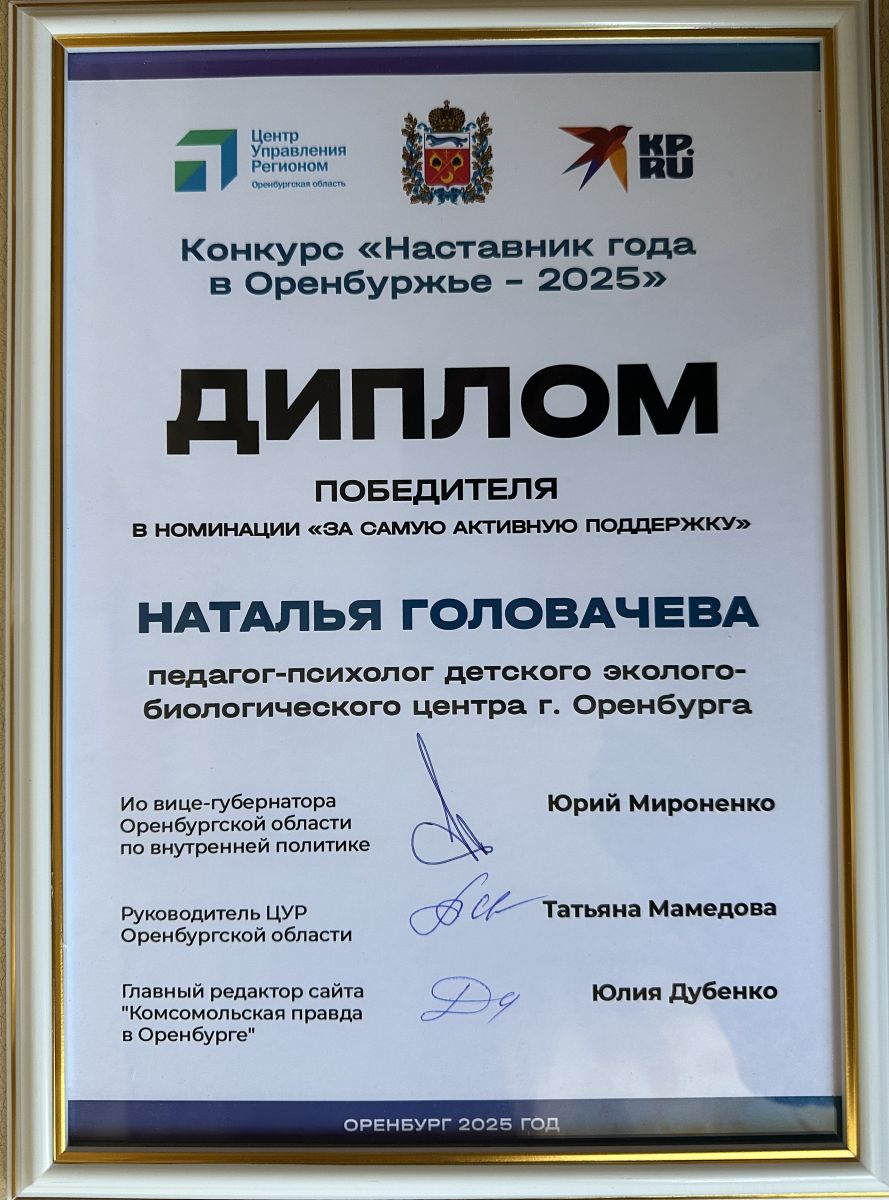 Центр
Управления
Регионом
Оренбургская область
KP.
RU
Конкурс «Наставник года
в Оренбуржье – 2025»
ДИПЛОМ
ПОБЕДИТЕЛЯ
В НОМИНАЦИИ «ЗА САМУЮ АКТИВНУЮ ПОДДЕРЖКУ»
НАТАЛЬЯ ГОЛОВАЧЕВА
педагог-психолог детского эколого-
биологического центра г. Оренбурга
Ио вице-губернатора
Оренбургской области
по внутренней политике
Юрий Мироненко
Руководитель ЦУР
Оренбургской области
Татьяна Мамедова
Главный редактор сайта
"Комсомольская правда
в Оренбурге"
Юлия Дубенко
ОРЕНБУРГ 2025 ГОД